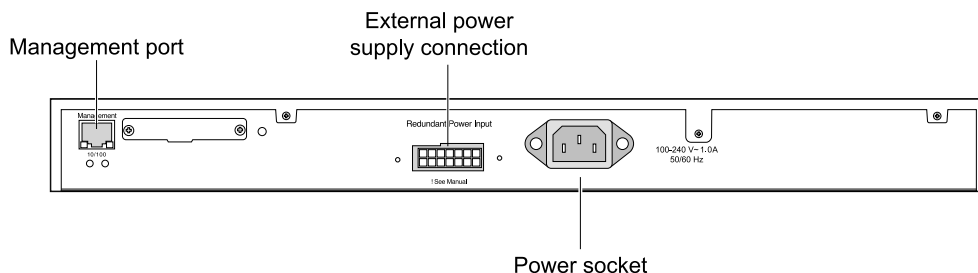 External power
supply connection
Management port
Management
10/100
Redundant Power Input
! See Manual
100-240 V~ 1.0A
50/60 Hz
Power socket